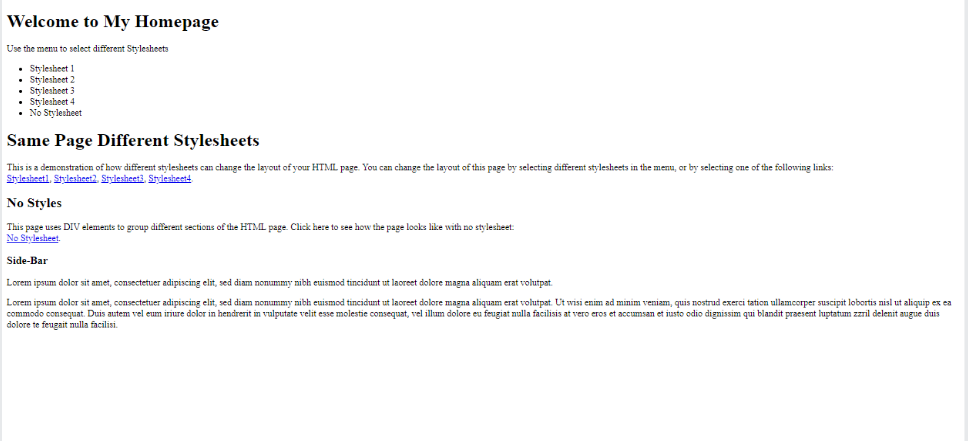 Welcome to My Homepage
Use the menu to select different Stylesheets
Stylesheet 1
Stylesheet 2
Stylesheet 3
Stylesheet 4
No Stylesheet
Same Page Different Stylesheets
This is a demonstration of how different stylesheets can change the layout of your HTML page. You can change the layout of this page by selecting different stylesheets in the menu, or by selecting one of the following links:
Stylesheet1, Stylesheet2, Stylesheet3, Stylesheet4.
No Styles
This page uses DIV elements to group different sections of the HTML page. Click here to see how the page looks like with no stylesheet:
No Stylesheet.
Side-Bar
Lorem ipsum dolor sit amet, consectetuer adipiscing elit, sed diam nonummy nibh euismod tincidunt ut laoreet dolore magna aliquam erat volutpat.
Lorem ipsum dolor sit amet, consectetuer adipiscing elit, sed diam nonummy nibh euismod tincidunt ut laoreet dolore magna aliquam erat volutpat. Ut wisi enim ad minim veniam, quis nostrud exerci tation ullamcorper suscipit lobortis nisl ut aliquip ex ea
commodo consequat. Duis autem vel eum iriure dolor in hendrerit in vulputate velit esse molestie consequat, vel illum dolore eu feugiat nulla facilisis at vero eros et accumsan et iusto odio dignissim qui blandit praesent luptatum zzril delenit augue duis
dolore te feugait nulla facilisi.